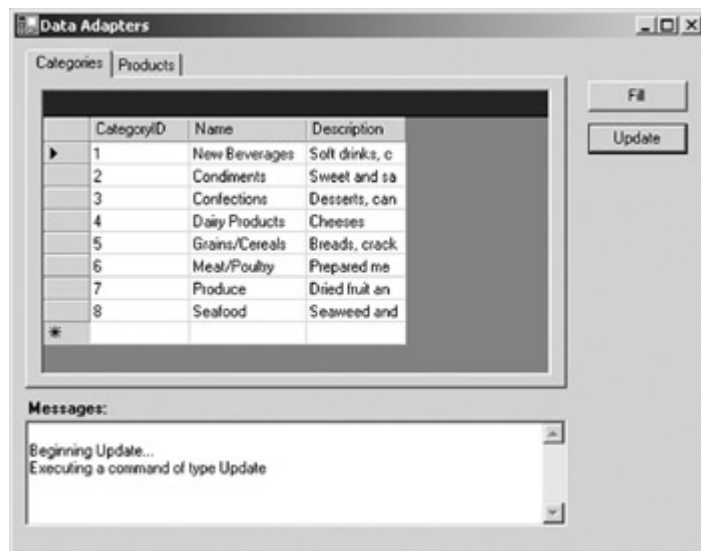 Data Adapters
Categories Products
Fill
Update
CategoryID Name Description
1 New Beverages Soft drinks, c
2 Condiments Sweet and sa
3 Confections Desserts, can
4 Dairy Products Cheeses
5 Grains/Cereals Breads, crack
6 Meat/Poultry Prepared me
7 Produce Dried fruit an
8 Seafood Seaweed and
Messages:
Beginning Update...
Executing a command of type Update